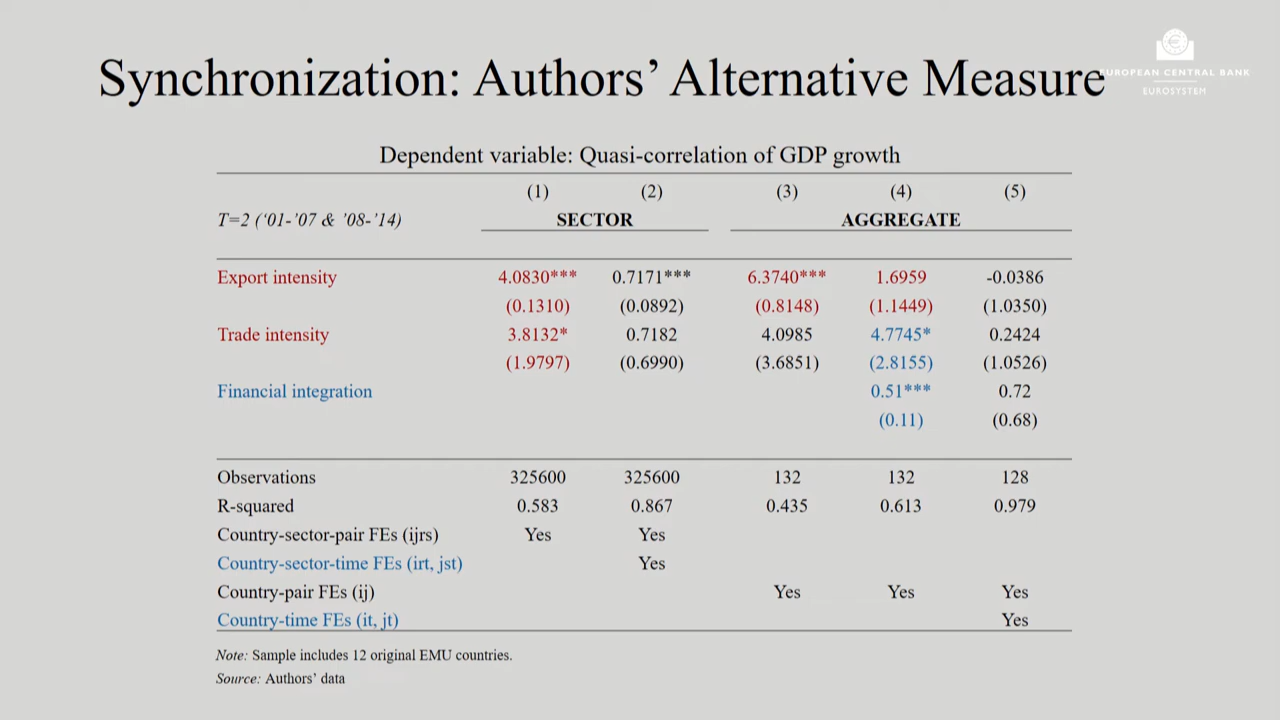 Synchronization: Authors’ Alternative Measure
EUROPEAN CENTRAL BANK
EUROSYSTEM
Dependent variable: Quasi-correlation of GDP growth
(1) (2) (3) (4) (5)
T=2 (‘01-’07 & ’08-’14) SECTOR AGGREGATE
Export intensity 4.0830*** 0.7171*** 6.3740*** 1.6959 -0.0386
(0.1310) (0.0892) (0.8148) (1.1449) (1.0350)
Trade intensity 3.8132* 0.7182 4.0985 4.7745* 0.2424
(1.9797) (0.6990) (3.6851) (2.8155) (1.0526)
Financial integration 0.51*** 0.72
(0.11) (0.68)
Observations 325600 325600 132 132 128
R-squared 0.583 0.867 0.435 0.613 0.979
Country-sector-pair FEs (ijrs) Yes Yes
Country-sector-time FEs (irt, jst) Yes
Country-pair FEs (ij) Yes Yes Yes
Country-time FEs (it, jt) Yes
Note: Sample includes 12 original EMU countries.
Source: Authors’ data